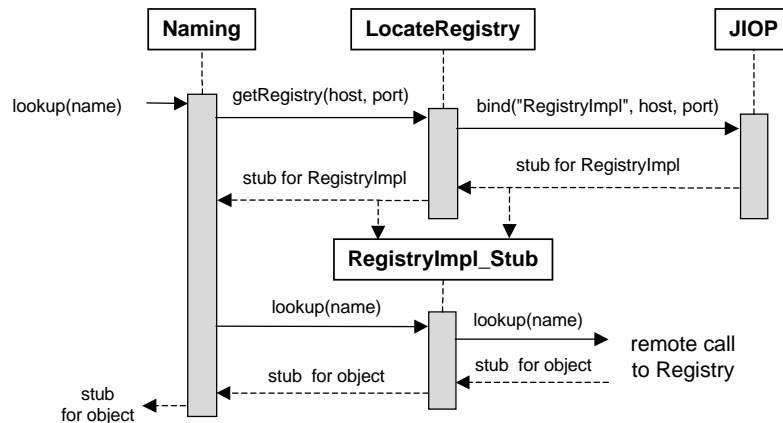 Naming
LocateRegistry
JIOP
lookup(name)
getRegistry(host, port)
bind("RegistryImpl", host, port)
stub for RegistryImpl
stub for RegistryImpl
RegistryImpl_Stub
lookup(name)
lookup(name)
remote call
to Registry
stub for object
stub for object
stub
for object